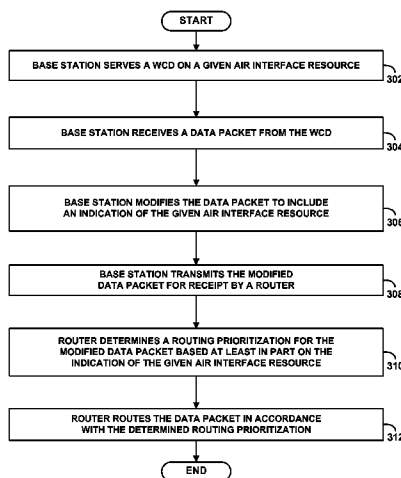 START
BASE STATION SERVES A WCD ON A GIVEN AIR INTERFACE RESOURCE
302
BASE STATION RECEIVES A DATA PACKET FROM THE WCD
304
BASE STATION MODIFIES THE DATA PACKET TO INCLUDE
AN INDICATION OF THE GIVEN AIR INTERFACE RESOURCE
306
BASE STATION TRANSMITS THE MODIFIED
DATA PACKET FOR RECEIPT BY A ROUTER
308
ROUTER DETERMINES A ROUTING PRIORITIZATION FOR THE
MODIFIED DATA PACKET BASED AT LEAST IN PART ON THE
INDICATION OF THE GIVEN AIR INTERFACE RESOURCE
310
ROUTER ROUTES THE DATA PACKET IN ACCORDANCE
WITH THE DETERMINED ROUTING PRIORITIZATION
312
END